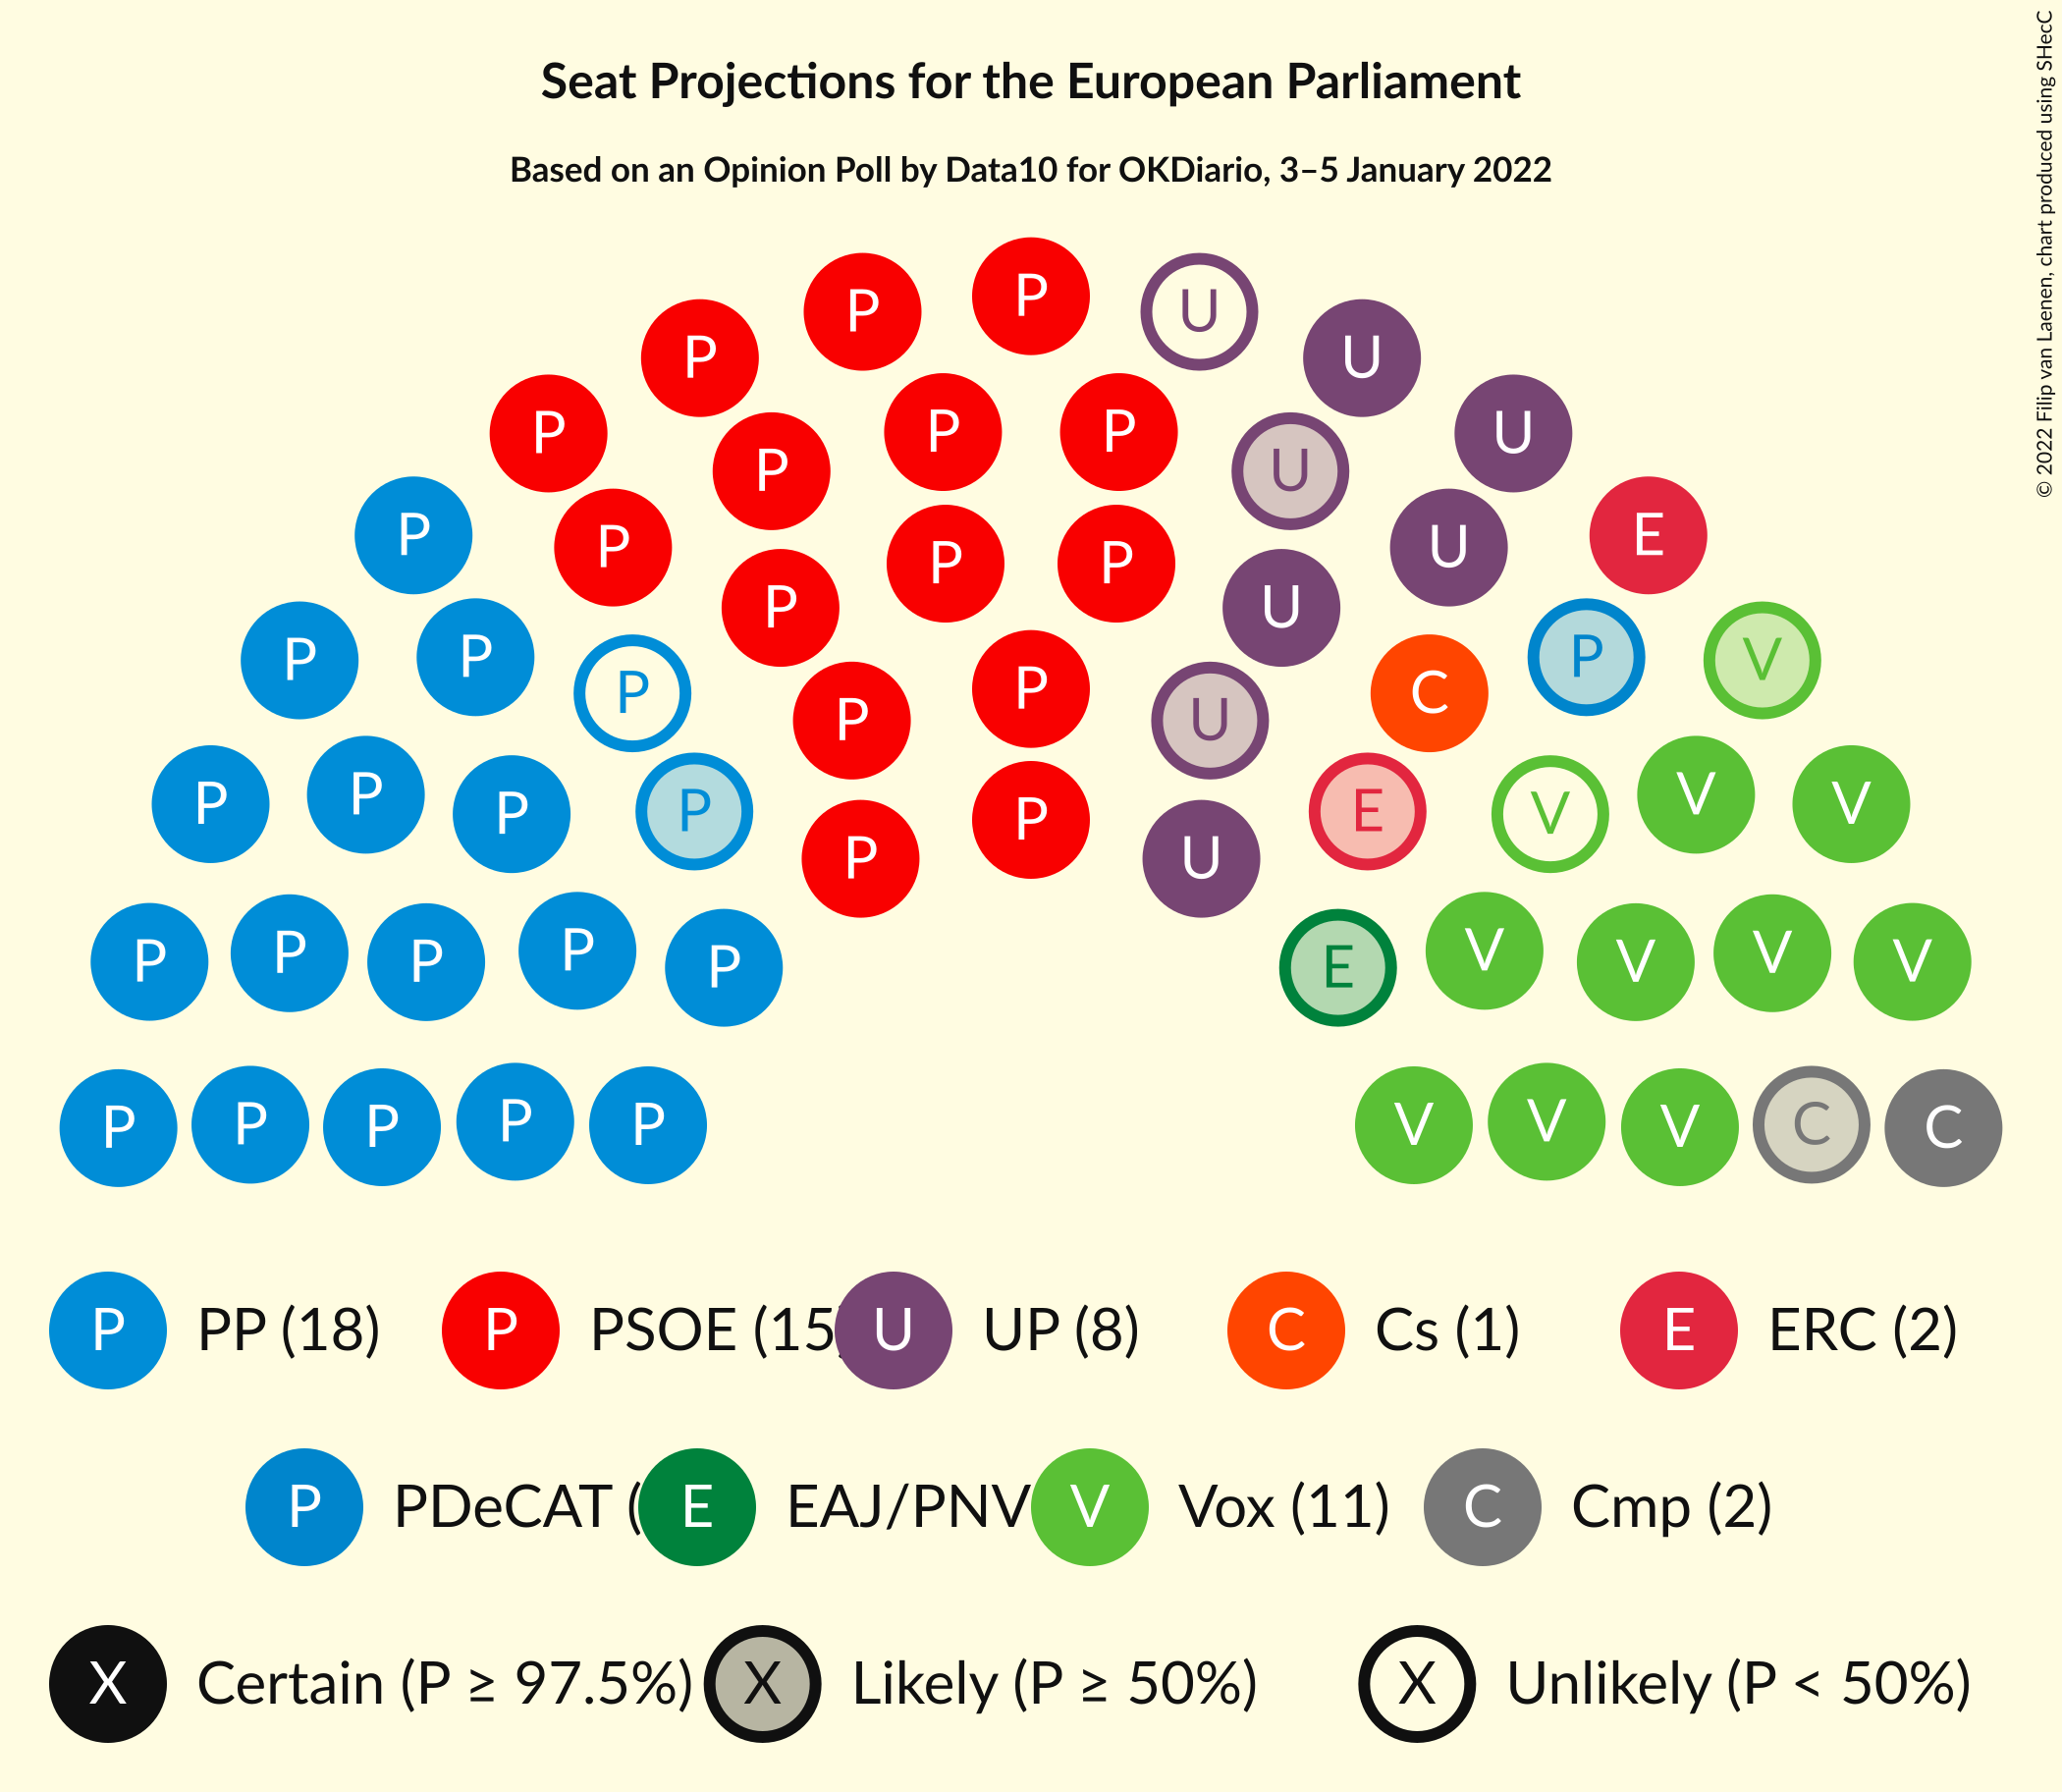 Seat Projections for the European Parliament
Based on an Opinion Poll by Data10 for OKDiario, 3–5 January 2022
© 2022 Filip van Laenen, chart produced using SHecC
P P U
P P U U
P P P P U U
P P P P U E
P P P P U U P V
P P P P P U C V
P P P P P P U E V V V
P P P P P E V V V V
P P P P P V V V C C
P PP (18) P PSOE (15 U UP (8) C Cs (1) E ERC (2)
P PDeCAT ( E EAJ/PNV V Vox (11) C Cmp (2)
X Certain (P ≥ 97.5%) X Likely (P ≥ 50%) X Unlikely (P < 50%)